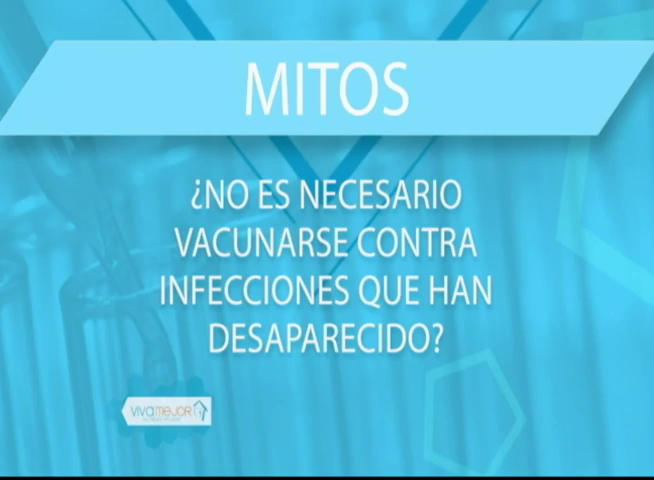 MITOS
¿NO ES NECESARIO
VACUNARSE CONTRA
INFECCIONES QUE HAN
DESAPARECIDO?
vivamejor